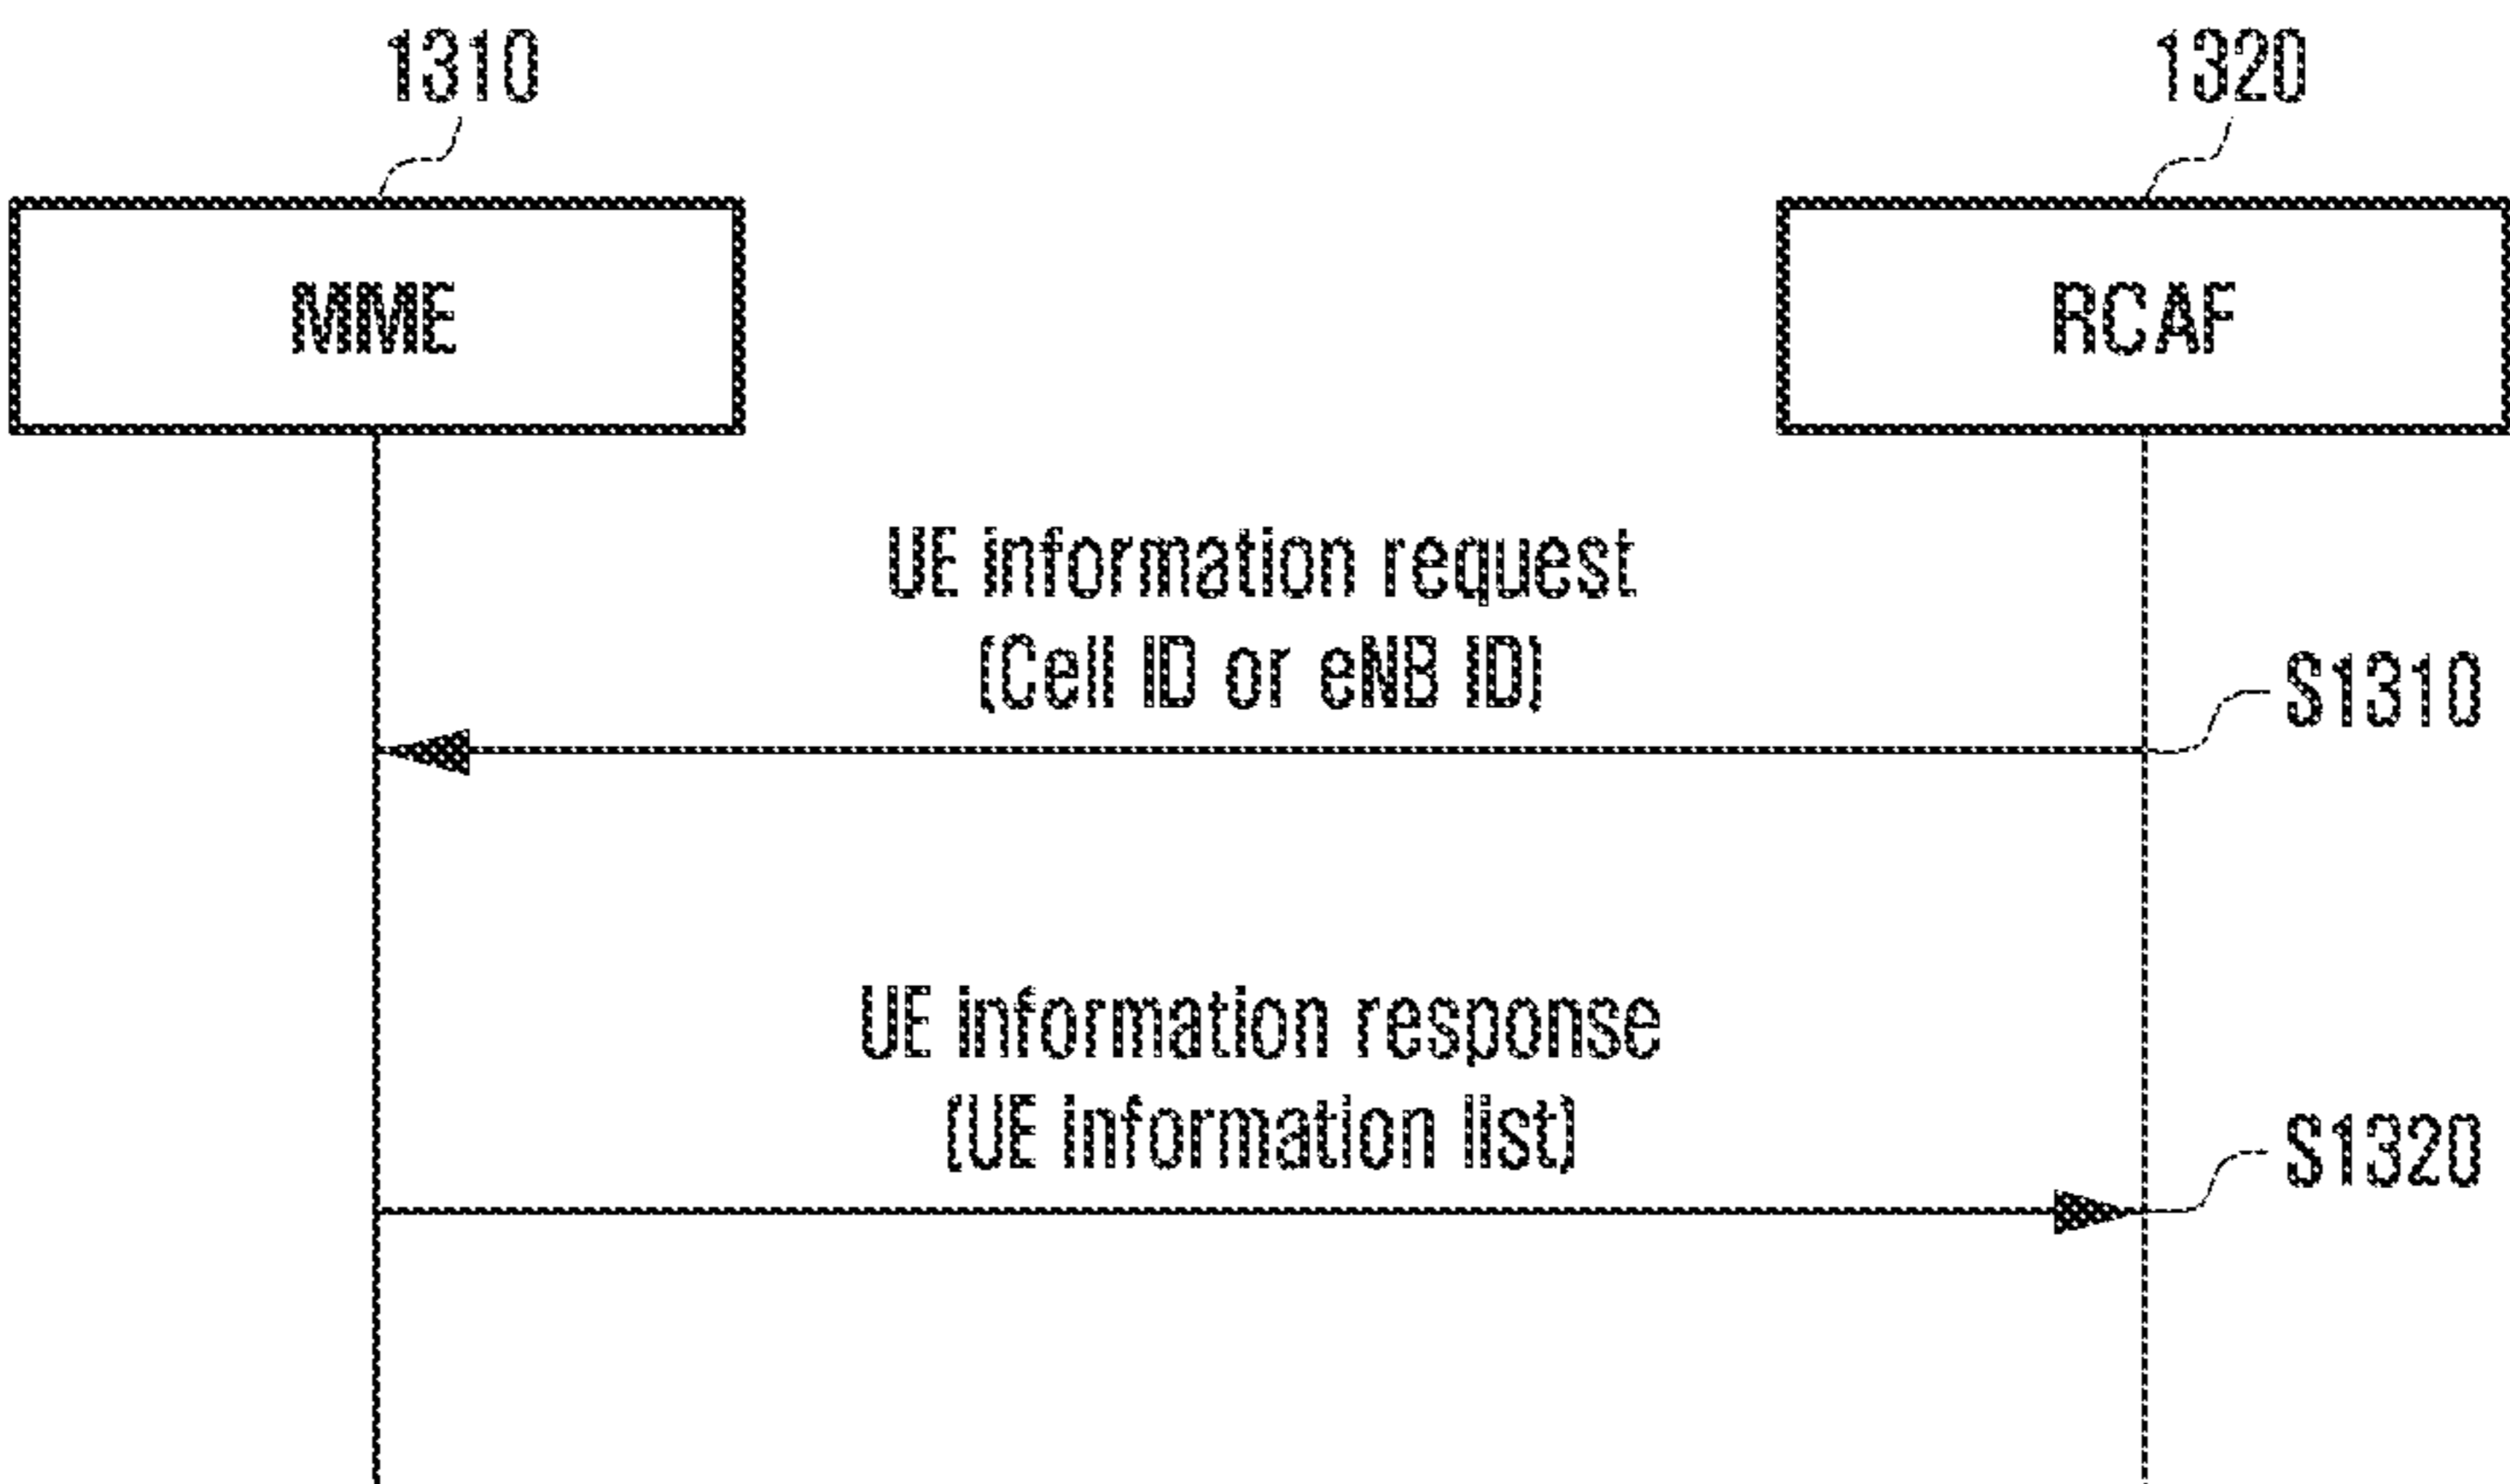 1310
1320
MME
RCAF
UE information request
(Cell ID or eNB ID)
S1310
UE information response
(UE information list)
S1320